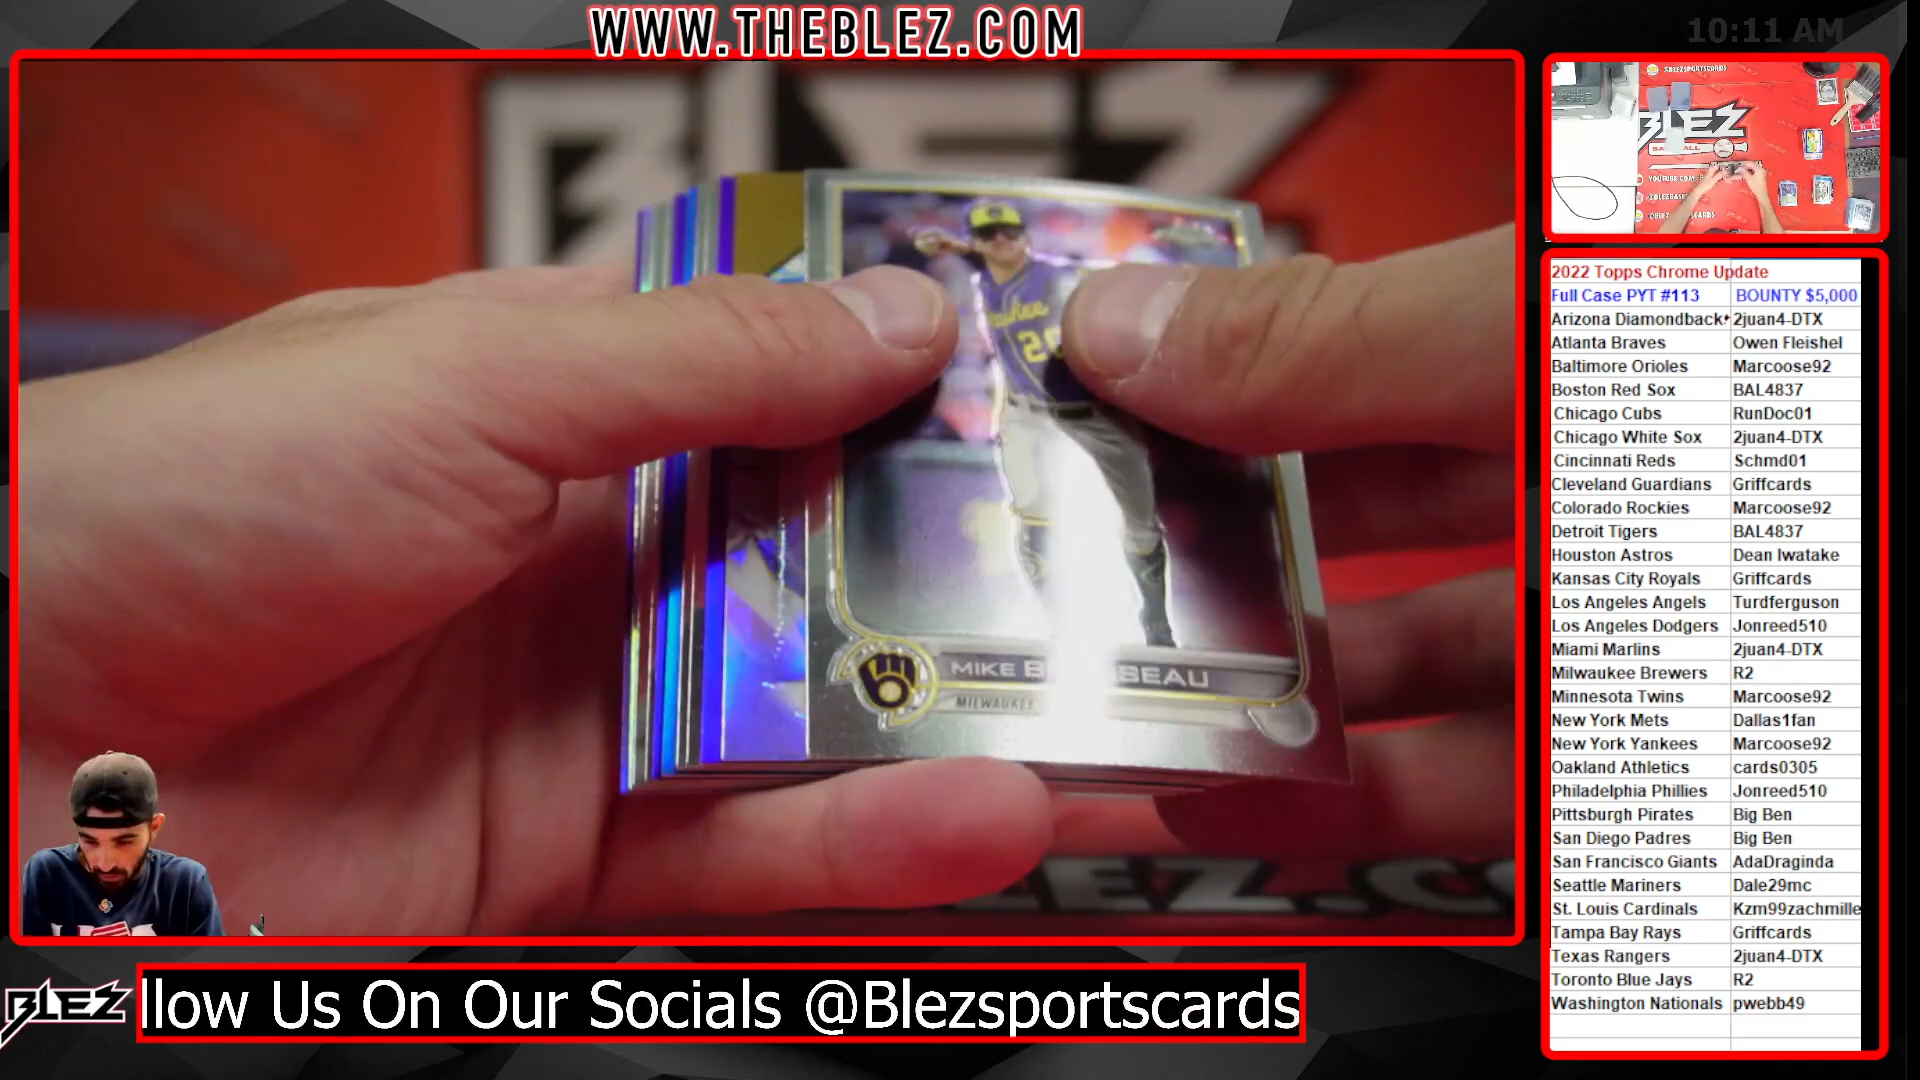 WWW.THEBLEZ.COM
10:11 AM
BLEZ
MIKE B SEAU
MILWAUKEE
BLEZ
BASEBALL
2022 Topps Chrome Update
Full Case PYT #113 BOUNTY $5,000
Arizona Diamondback 2juan4-DTX
Atlanta Braves Owen Fleishel
Baltimore Orioles Marcoose92
Boston Red Sox BAL4837
Chicago Cubs RunDoc01
Chicago White Sox 2juan4-DTX
Cincinnati Reds Schmd01
Cleveland Guardians Griffcards
Colorado Rockies Marcoose92
Detroit Tigers BAL4837
Houston Astros Dean Iwatake
Kansas City Royals Griffcards
Los Angeles Angels Turdferguson
Los Angeles Dodgers Jonreed510
Miami Marlins 2juan4-DTX
Milwaukee Brewers R2
Minnesota Twins Marcoose92
New York Mets Dallas1fan
New York Yankees Marcoose92
Oakland Athletics cards0305
Philadelphia Phillies Jonreed510
Pittsburgh Pirates Big Ben
San Diego Padres Big Ben
San Francisco Giants AdaDraginda
Seattle Mariners Dale29mc
St. Louis Cardinals Kzm99zachmille
Tampa Bay Rays Griffcards
Texas Rangers 2juan4-DTX
Toronto Blue Jays R2
Washington Nationals pwebb49
BLEZ
llow Us On Our Socials @Blezsportscards